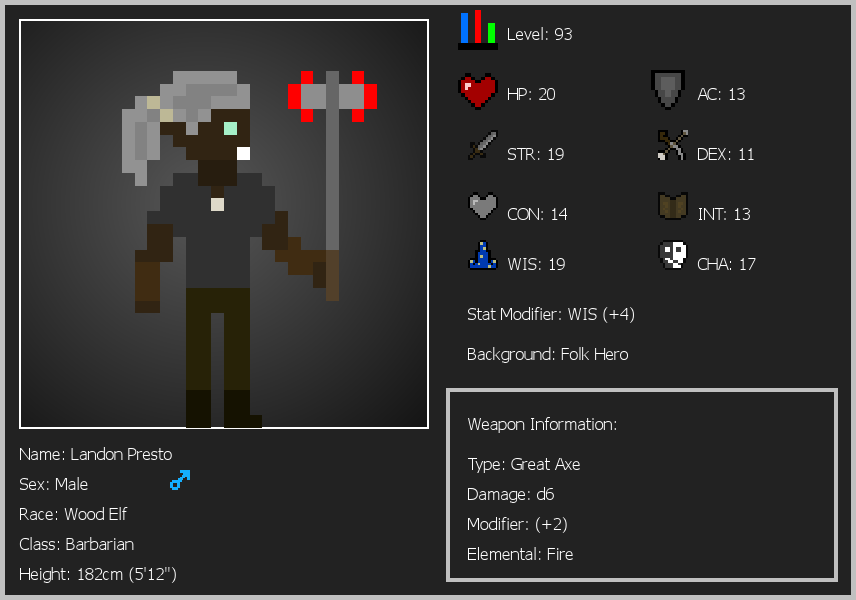 Level: 93
HP: 20
AC: 13
STR: 19
DEX: 11
CON: 14
INT: 13
WIS: 19
CHA: 17
Stat Modifier: WIS (+4)
Background: Folk Hero
Weapon Information:
Type: Great Axe
Damage: d6
Modifier: (+2)
Elemental: Fire
Name: Landon Presto
Sex: Male
Race: Wood Elf
Class: Barbarian
Height: 182cm (5'12")